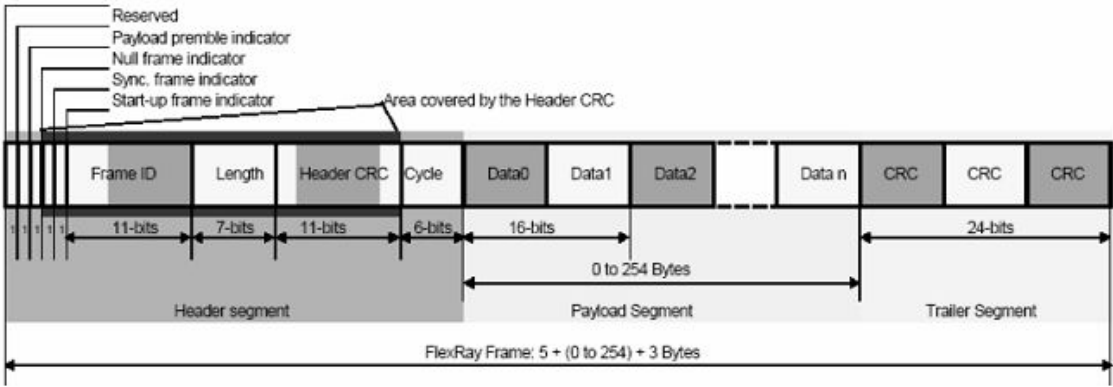 Reserved
Payload premble indicator
Null frame indicator
Sync. frame indicator
Start-up frame indicator
Area covered by the Header CRC
Frame ID Length Header CRC Cycle Data0 Data1 Data2 Data n CRC CRC CRC
1 1 1 1 1 11-bits 7-bits 11-bits 6-bits 16-bits 24-bits
0 to 254 Bytes
Header segment Payload Segment Trailer Segment
FlexRay Frame: 5 + (0 to 254) + 3 Bytes